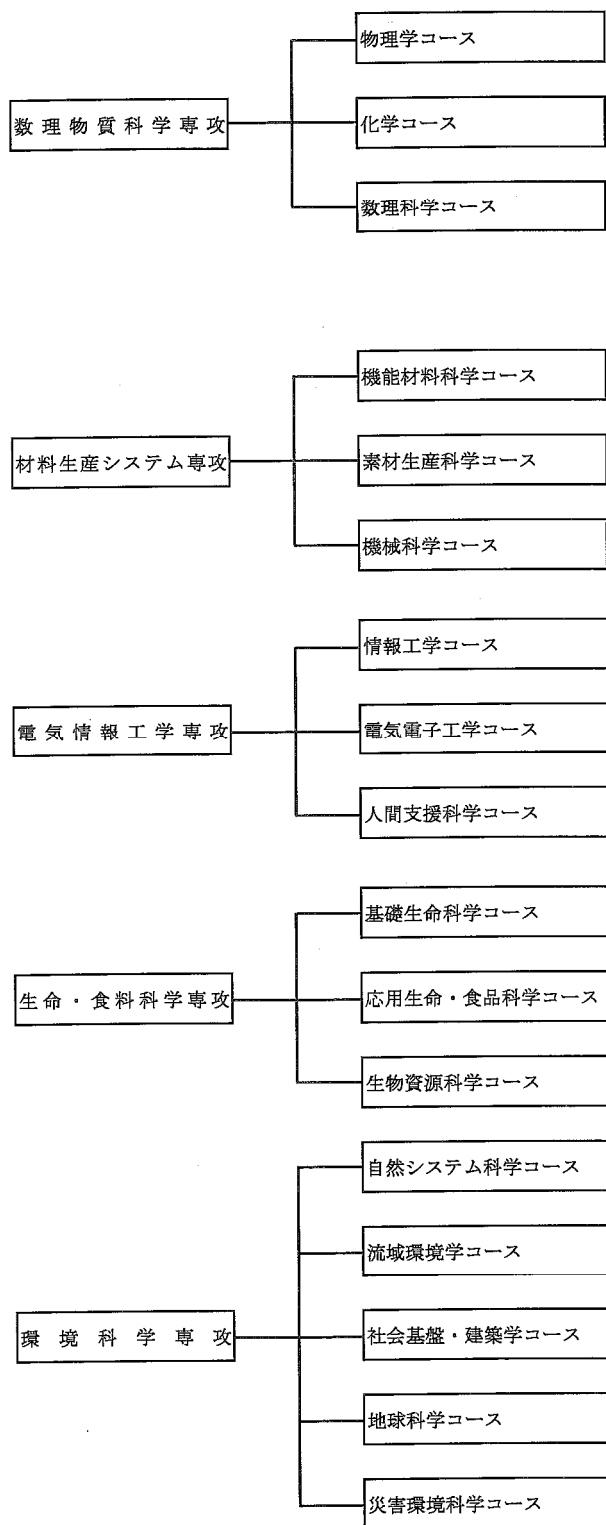 数理物質科学専攻
物理学コース
化学コース
数理科学コース
材料生産システム専攻
機能材料科学コース
素材生産科学コース
機械科学コース
電気情報工学専攻
情報工学コース
電気電子工学コース
人間支援科学コース
生命・食料科学専攻
基礎生命科学コース
応用生命・食品科学コース
生物資源科学コース
環境科学専攻
自然システム科学コース
流域環境学コース
社会基盤・建築学コース
地球科学コース
災害環境科学コース